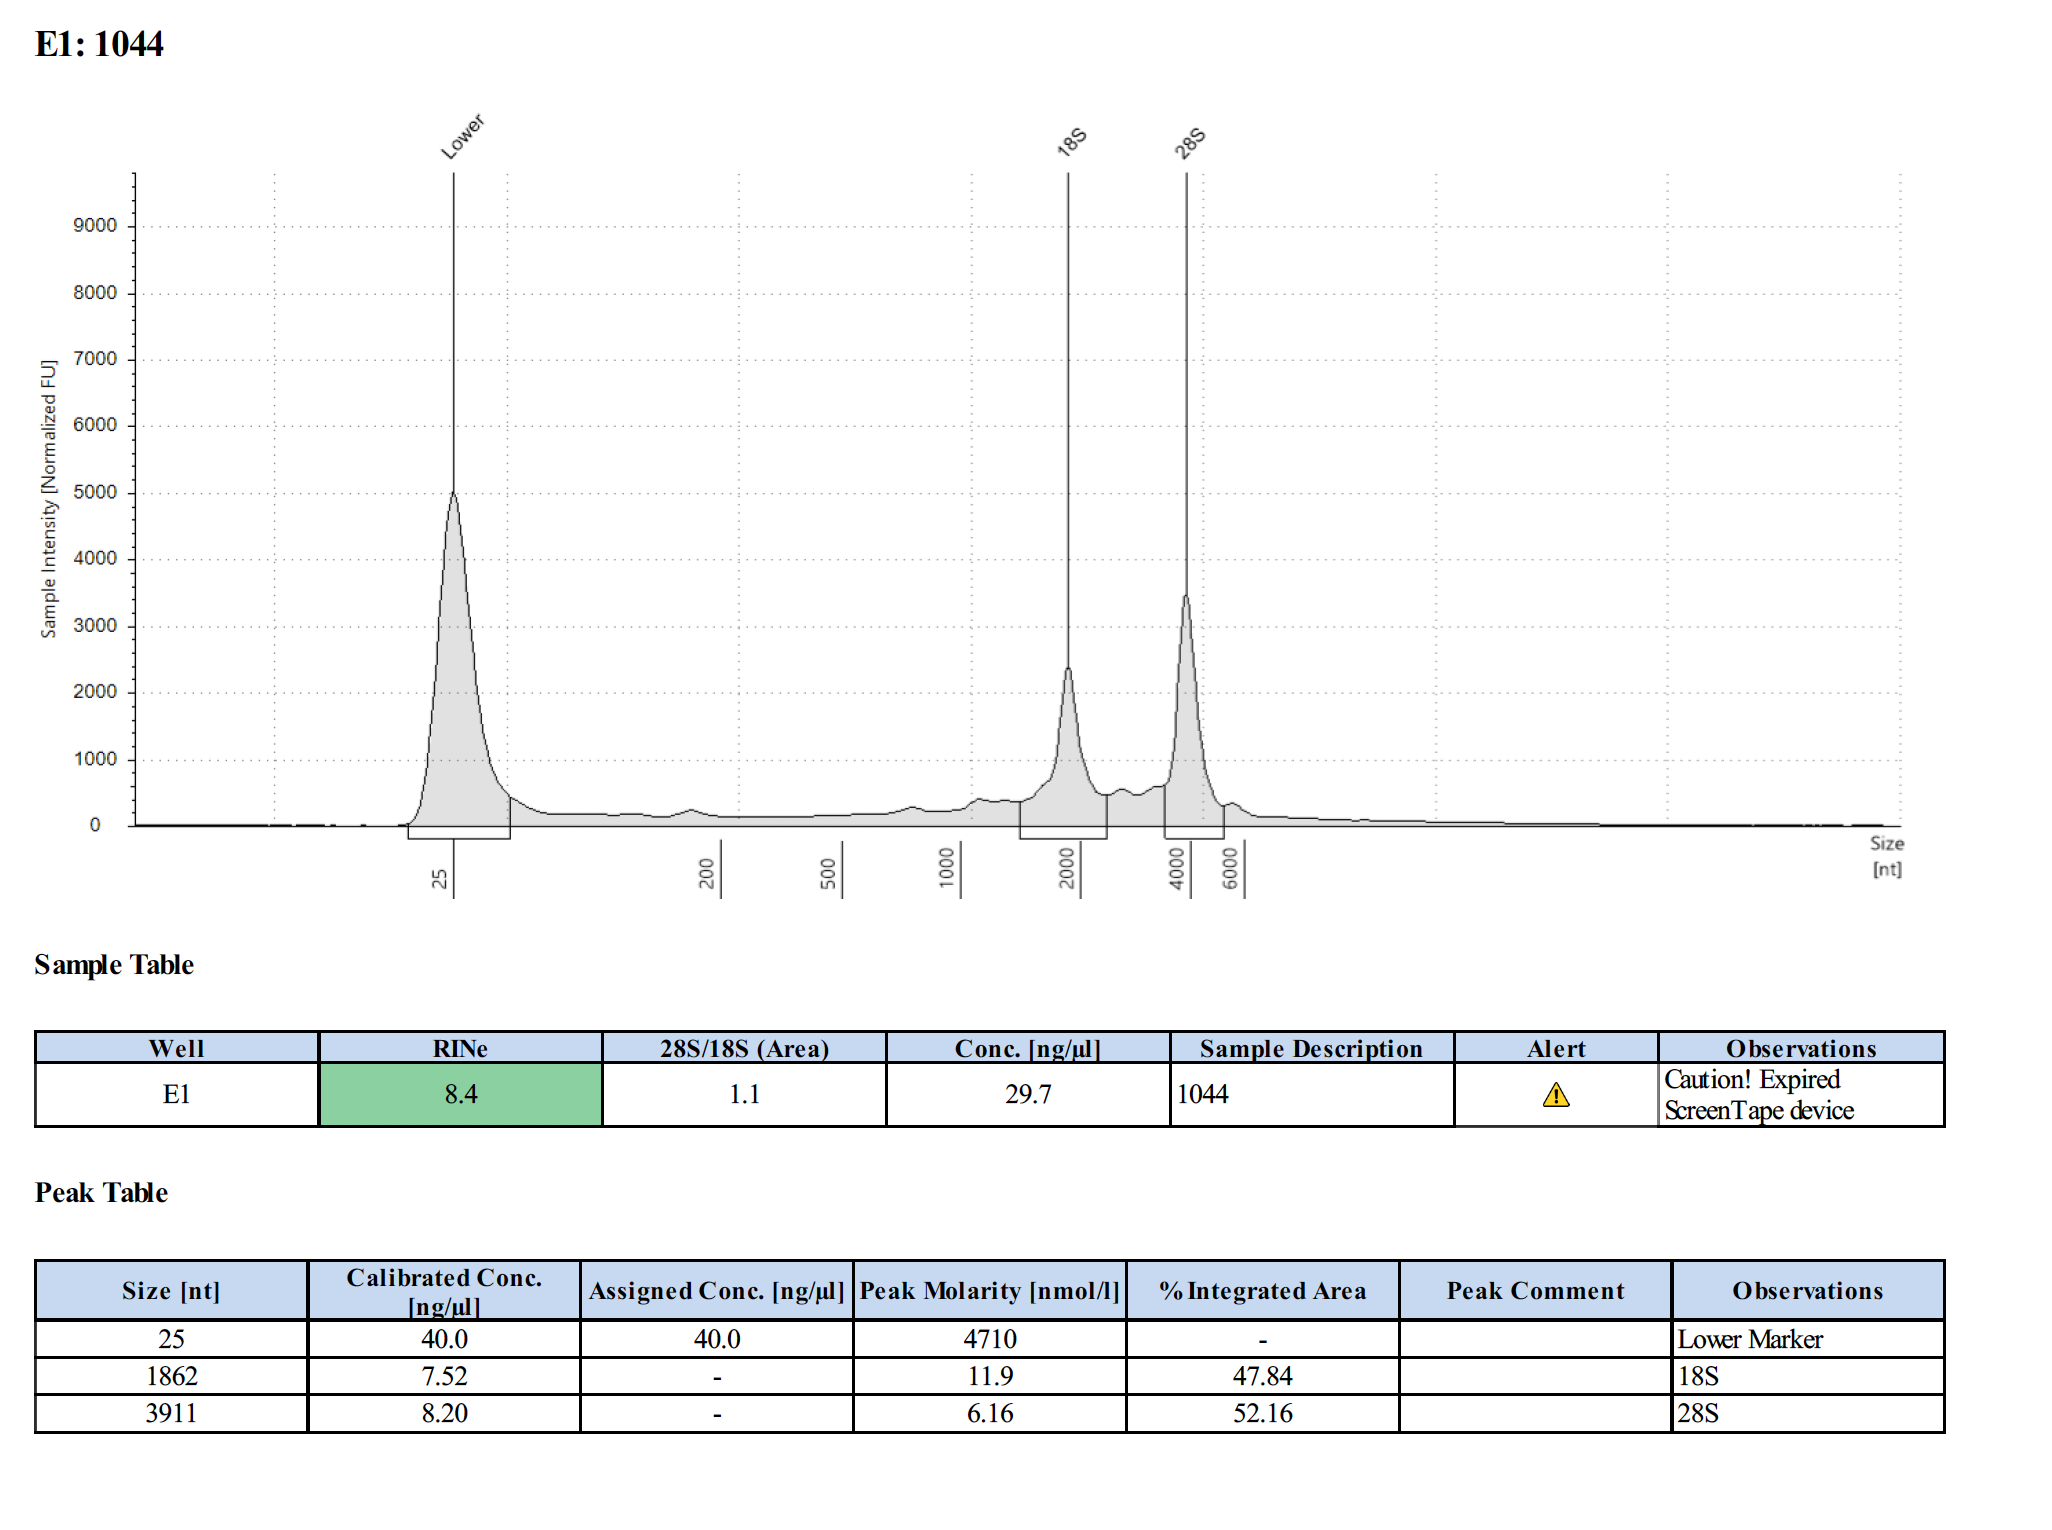 E1: 1044
Lower
18S
28S
Sample Intensity [Normalized FU]
9000
8000
7000
6000
5000
4000
3000
2000
1000
0
25
200
500
1000
2000
4000
6000
Size
[nt]
Sample Table
Well RINe 28S/18S (Area) Conc. [ng/µl] Sample Description Alert Observations
E1 8.4 1.1 29.7 1044 Caution! Expired
ScreenTape device
Peak Table
Size [nt] Calibrated Conc. [ng/µl] Assigned Conc. [ng/µl] Peak Molarity [nmol/l] % Integrated Area Peak Comment Observations
25 40.0 40.0 4710 - Lower Marker
1862 7.52 - 11.9 47.84 18S
3911 8.20 - 6.16 52.16 28S